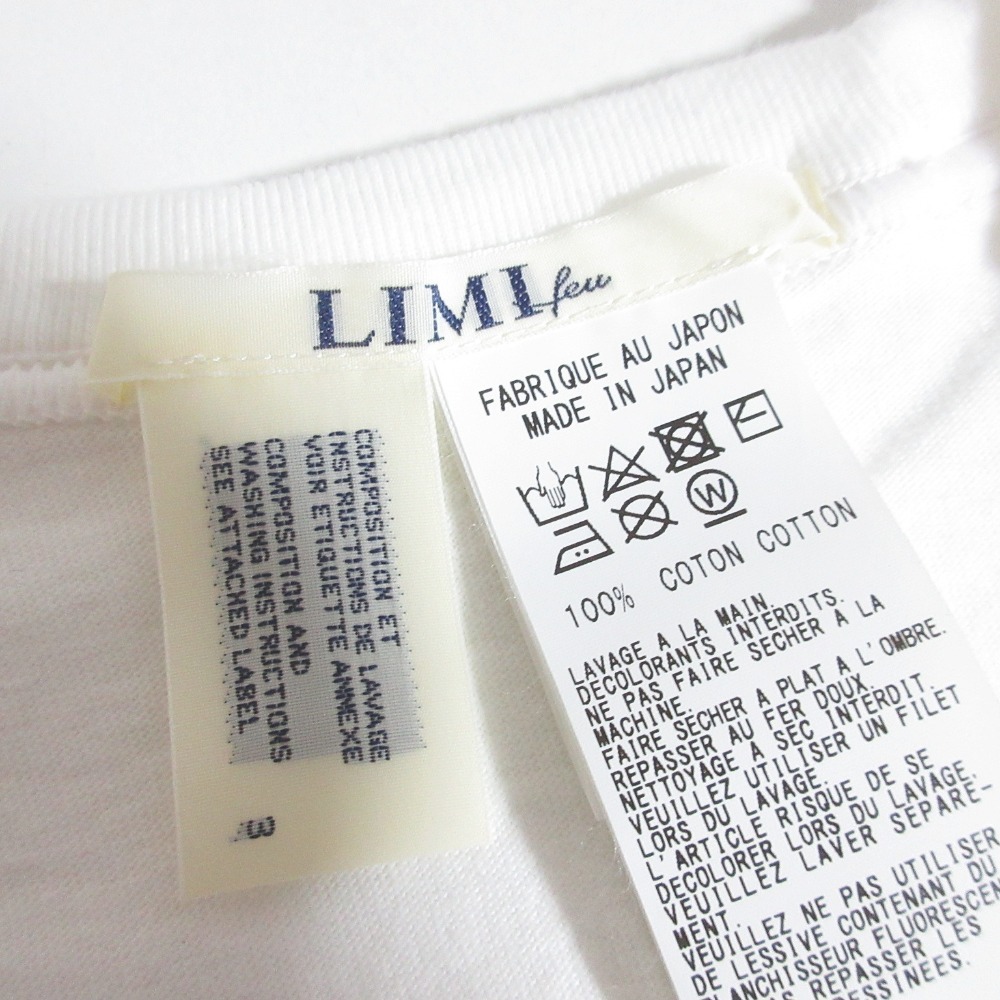 LIMI feu
COMPOSITION ET
INSTRUCTIONS DE LAVAGE
VOIR ETIQUETTE ANNEXE
COMPOSITION AND
WASHING INSTRUCTIONS
SEE ATTACHED LABEL
3
FABRIQUE AU JAPON
MADE IN JAPAN
W
100% COTON COTTON
LAVAGE A LA MAIN.
DECOLORANTS INTERDITS.
NE PAS FAIRE SECHER À LA
MACHINE.
FAIRE SECHER A PLAT A L'OMBRE.
REPASSER AU FER DOUX.
NETTOYAGE A SEC INTERDIT.
VEUILLEZ UTILISER UN FILET
LORS DU LAVAGE.
L'ARTICLE RISQUE DE SE
DECOLORER LORS DU LAVAGE,
VEUILLEZ LAVER SEPARE-
MENT.
VEUILLEZ NE PAS UTILISER
DE LESSIVE CONTENANT DU
REPASSER LES